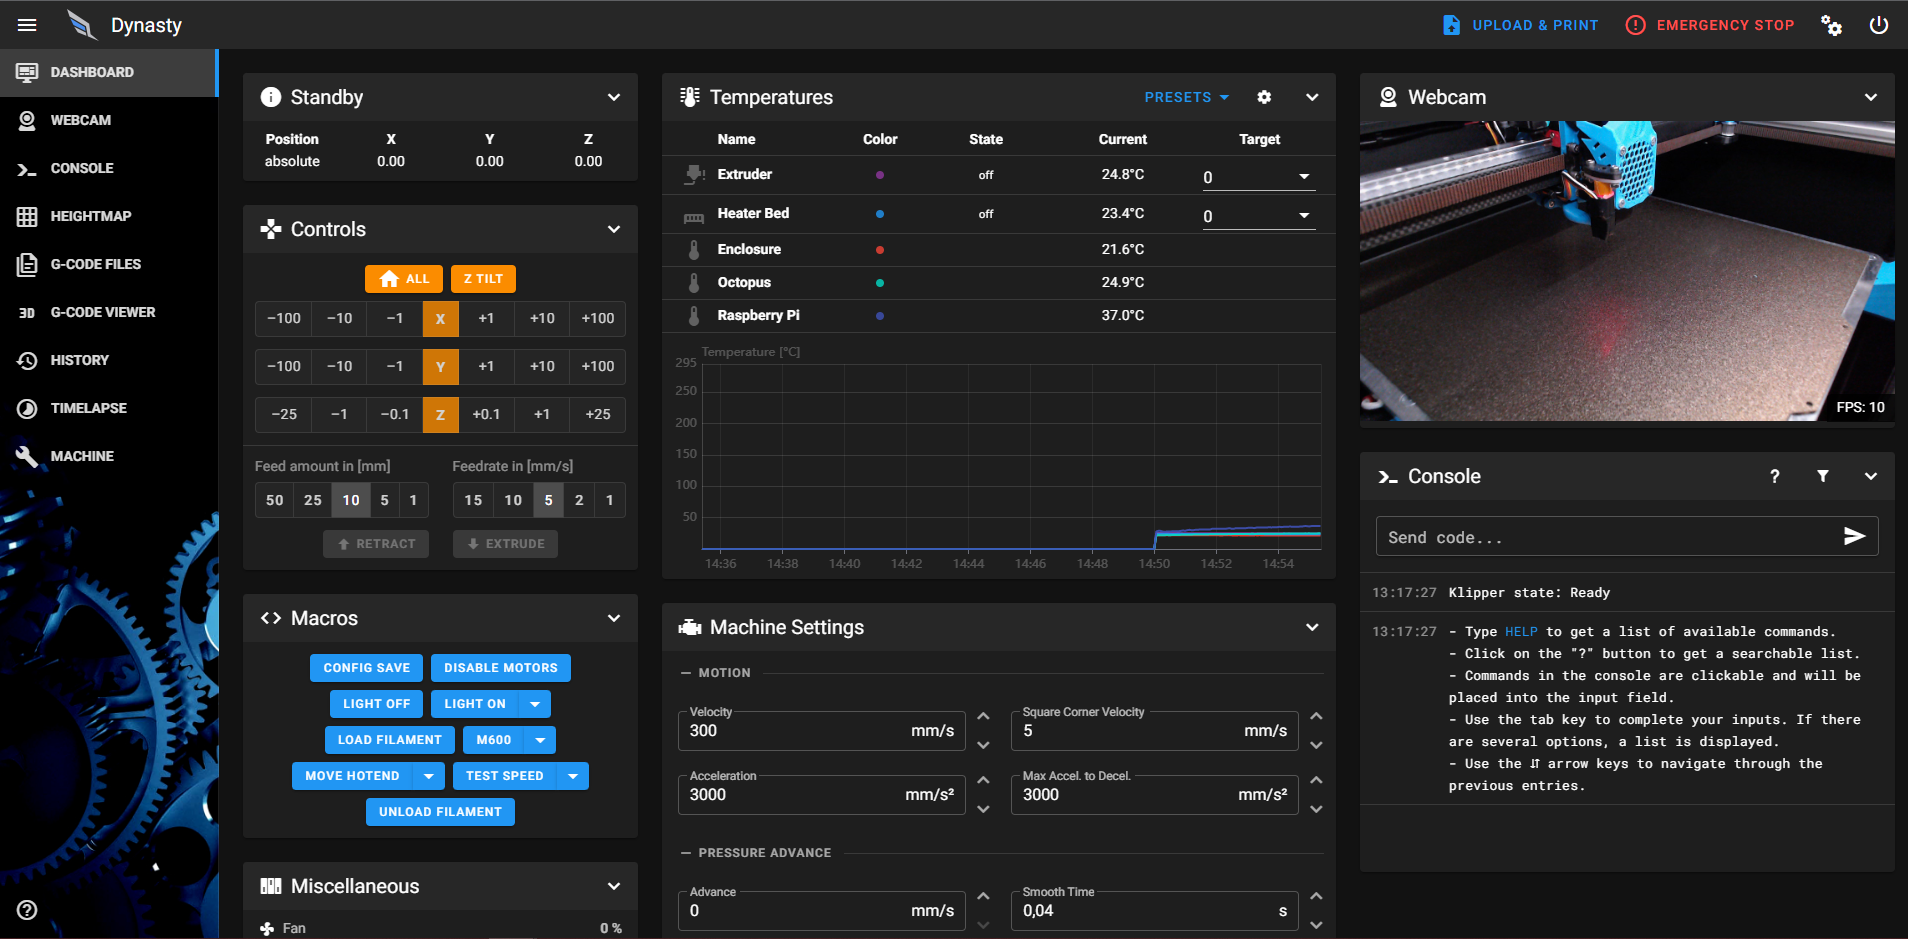 Dynasty
UPLOAD & PRINT
EMERGENCY STOP
DASHBOARD
WEBCAM
CONSOLE
HEIGHTMAP
G-CODE FILES
3D G-CODE VIEWER
HISTORY
TIMELAPSE
MACHINE
Standby
Position X Y Z
absolute 0.00 0.00 0.00
Controls
ALL Z TILT
−100 −10 −1 X +1 +10 +100
−100 −10 −1 Y +1 +10 +100
−25 −1 −0.1 Z +0.1 +1 +25
Feed amount in [mm] Feedrate in [mm/s]
50 25 10 5 1 15 10 5 2 1
RETRACT EXTRUDE
Macros
CONFIG SAVE DISABLE MOTORS
LIGHT OFF LIGHT ON
LOAD FILAMENT M600
MOVE HOTEND TEST SPEED
UNLOAD FILAMENT
Miscellaneous
Fan 0 %
Temperatures PRESETS
Name Color State Current Target
Extruder off 24.8°C 0
Heater Bed off 23.4°C 0
Enclosure 21.6°C
Octopus 24.9°C
Raspberry Pi 37.0°C
Temperature [°C]
295
250
200
150
100
50
14:36 14:38 14:40 14:42 14:44 14:46 14:48 14:50 14:52 14:54
Machine Settings
MOTION
Velocity Square Corner Velocity
300 mm/s 5 mm/s
Acceleration Max Accel. to Decel.
3000 mm/s² 3000 mm/s²
PRESSURE ADVANCE
Advance Smooth Time
0 mm/s 0,04 s
Webcam
FPS: 10
Console ?
Send code...
13:17:27 Klipper state: Ready
13:17:27 - Type HELP to get a list of available commands.
- Click on the "?" button to get a searchable list.
- Commands in the console are clickable and will be
placed into the input field.
- Use the tab key to complete your inputs. If there
are several options, a list is displayed.
- Use the ⇵ arrow keys to navigate through the
previous entries.